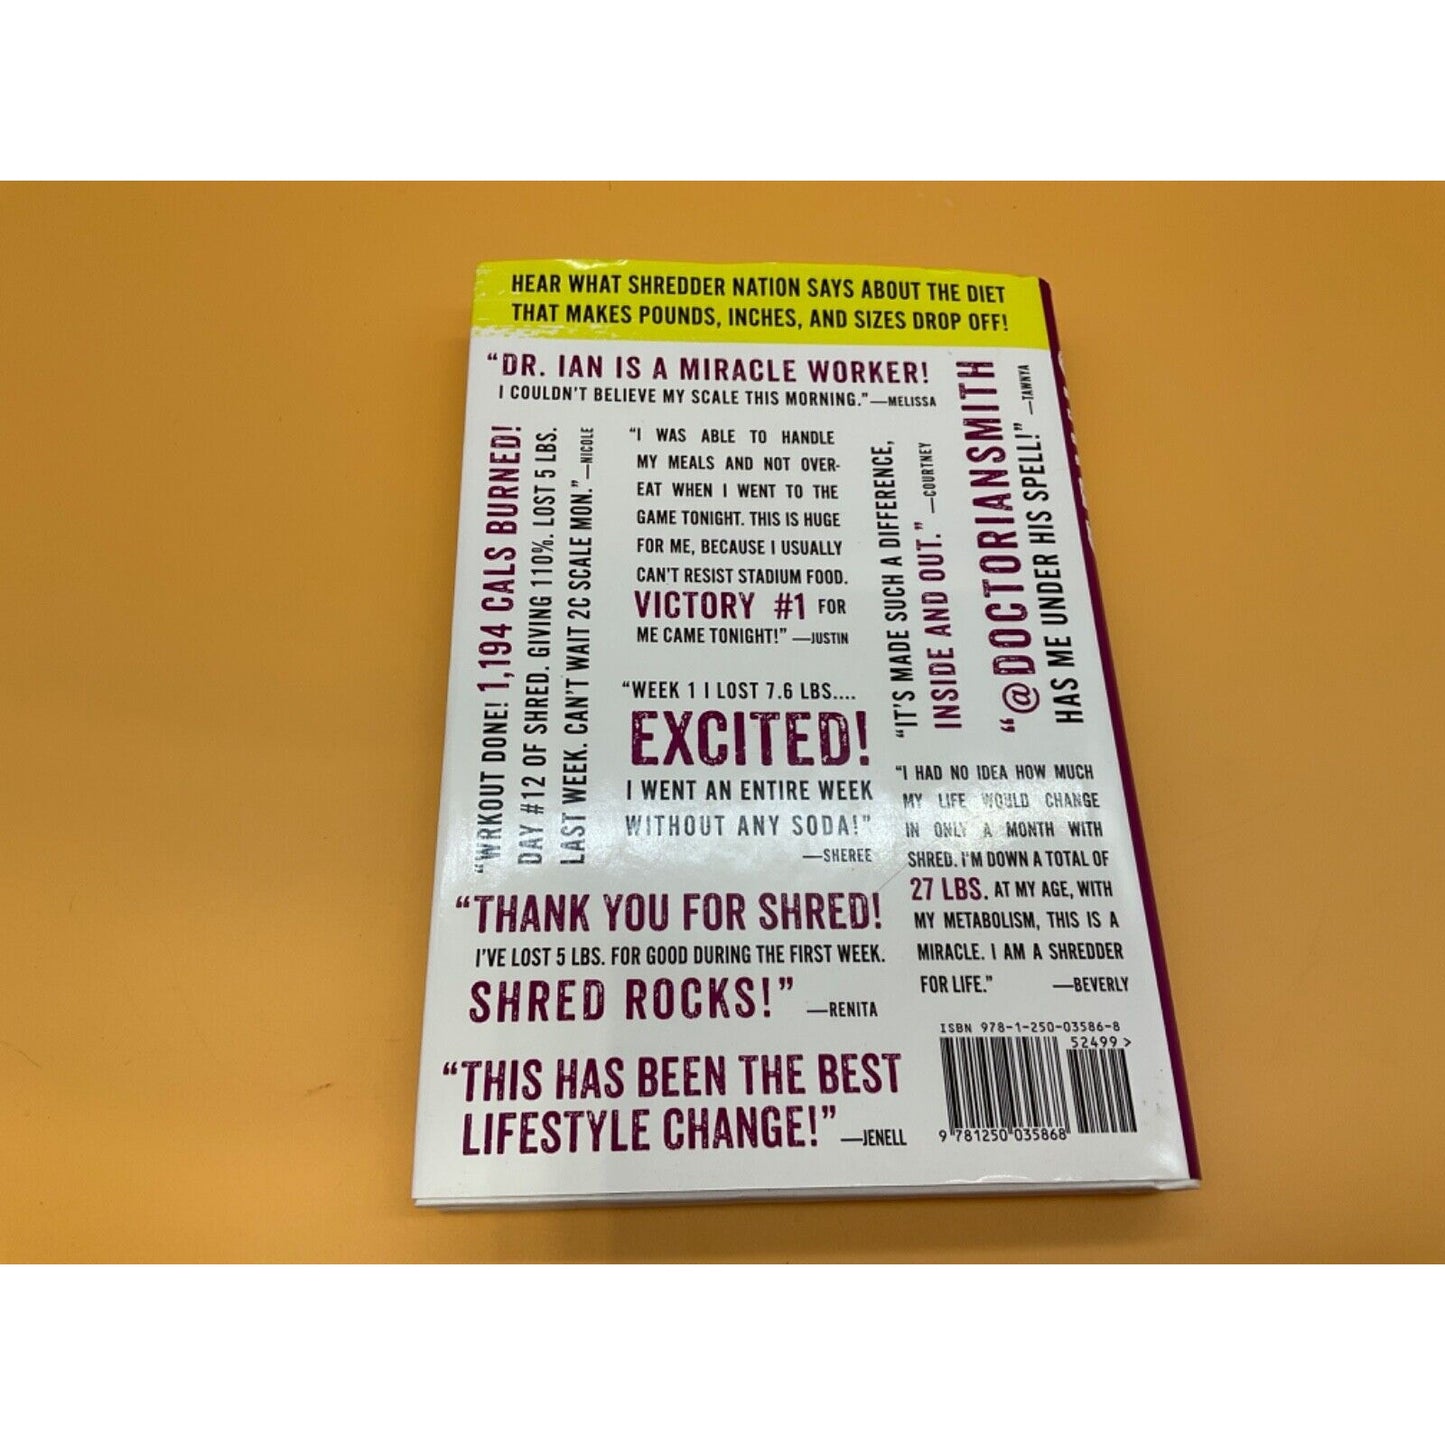 HEAR WHAT SHREDDER NATION SAYS ABOUT THE DIET
THAT MAKES POUNDS, INCHES, AND SIZES DROP OFF!
“DR. IAN IS A MIRACLE WORKER!
I COULDN'T BELIEVE MY SCALE THIS MORNING.”—MELISSA
“WRKOUT DONE! 1,194 CALS BURNED!
DAY #12 OF SHRED. GIVING 110%. LOST 5 LBS.
LAST WEEK. CAN'T WAIT 2C SCALE MON.” —NICOLE
“I WAS ABLE TO HANDLE
MY MEALS AND NOT OVER-
EAT WHEN I WENT TO THE
GAME TONIGHT. THIS IS HUGE
FOR ME, BECAUSE I USUALLY
CAN'T RESIST STADIUM FOOD.
VICTORY #1 FOR
ME CAME TONIGHT!” —JUSTIN
“IT'S MADE SUCH A DIFFERENCE,
INSIDE AND OUT.” —COURTNEY
“@DOCTORIANSMITH
HAS ME UNDER HIS SPELL!” —TAWNYA
“WEEK 1 I LOST 7.6 LBS....
EXCITED!
I WENT AN ENTIRE WEEK
WITHOUT ANY SODA!”
—SHEREE
“I HAD NO IDEA HOW MUCH
MY LIFE WOULD CHANGE
IN ONLY A MONTH WITH
SHRED. I'M DOWN A TOTAL OF
27 LBS. AT MY AGE, WITH
MY METABOLISM, THIS IS A
MIRACLE. I AM A SHREDDER
FOR LIFE.” —BEVERLY
“THANK YOU FOR SHRED!
I'VE LOST 5 LBS. FOR GOOD DURING THE FIRST WEEK.
SHRED ROCKS!” —RENITA
“THIS HAS BEEN THE BEST
LIFESTYLE CHANGE!” —JENELL
ISBN 978-1-250-03586-8
52499>
9 781250 035868